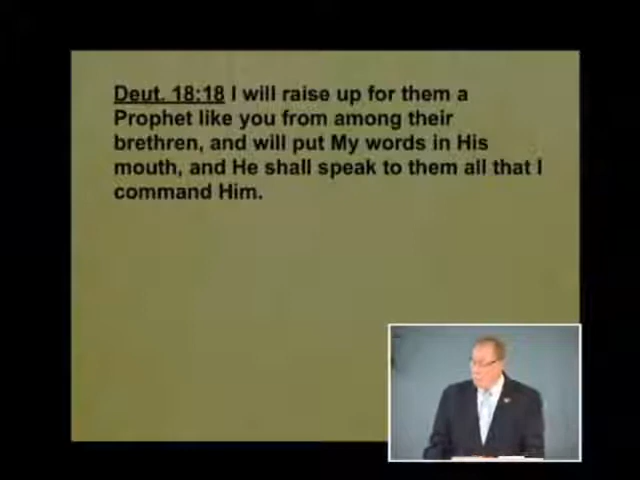 Deut. 18:18 I will raise up for them a
Prophet like you from among their
brethren, and will put My words in His
mouth, and He shall speak to them all that I
command Him.